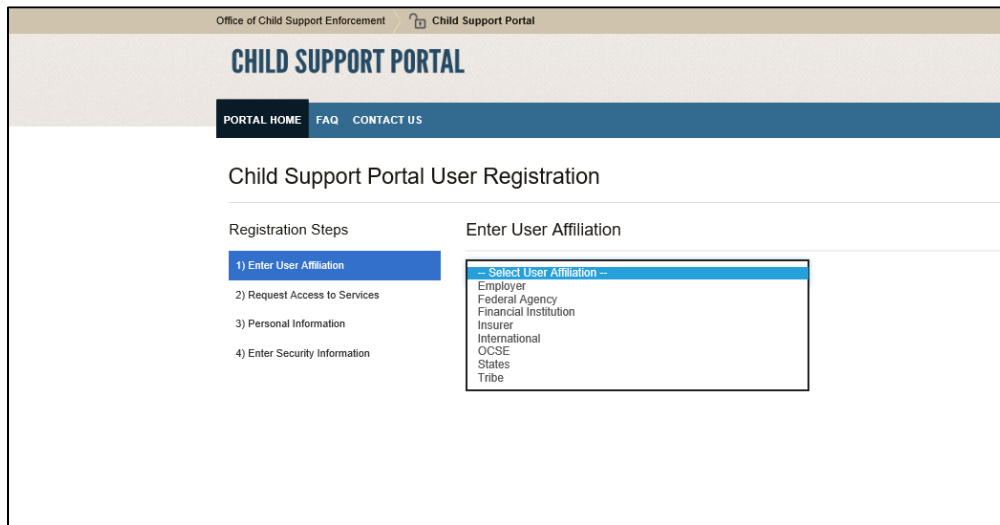 Office of Child Support Enforcement
Child Support Portal
CHILD SUPPORT PORTAL
PORTAL HOME FAQ CONTACT US
Child Support Portal User Registration
Registration Steps
1) Enter User Affiliation
2) Request Access to Services
3) Personal Information
4) Enter Security Information
Enter User Affiliation
-- Select User Affiliation --
Employer
Federal Agency
Financial Institution
Insurer
International
OCSE
States
Tribe